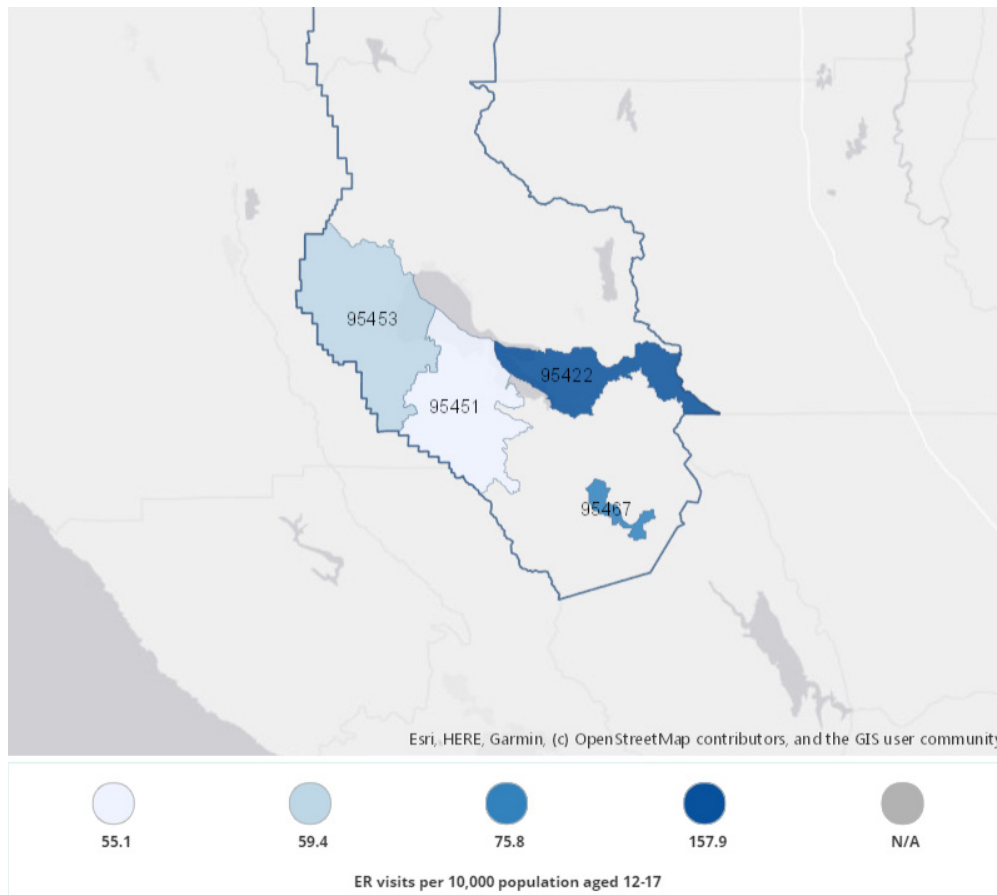 95453
95422
95451
95467
Esri, HERE, Garmin, (c) OpenStreetMap contributors, and the GIS user community
55.1
59.4
75.8
157.9
N/A
ER visits per 10,000 population aged 12-17